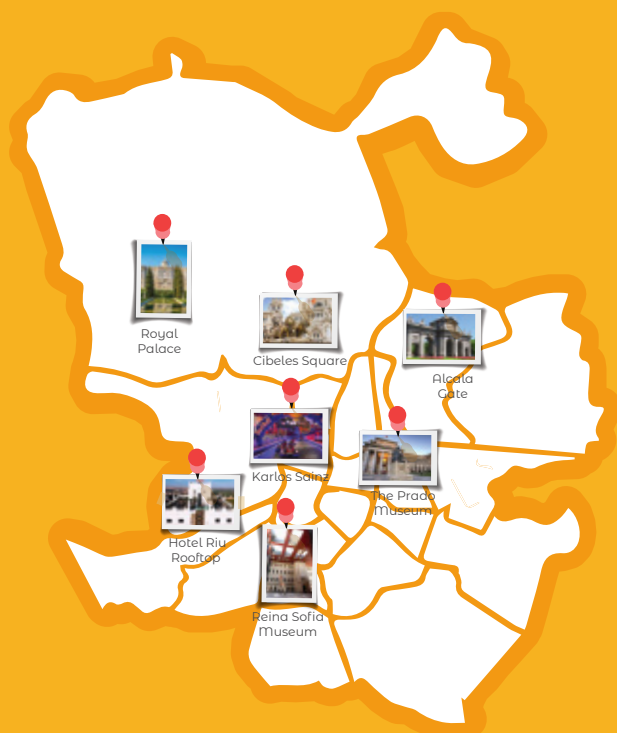 Royal
Palace
Cibeles Square
Alcala
Gate
Karlos Sainz
The Prado
Museum
Hotel Riu
Rooftop
Reina Sofia
Museum